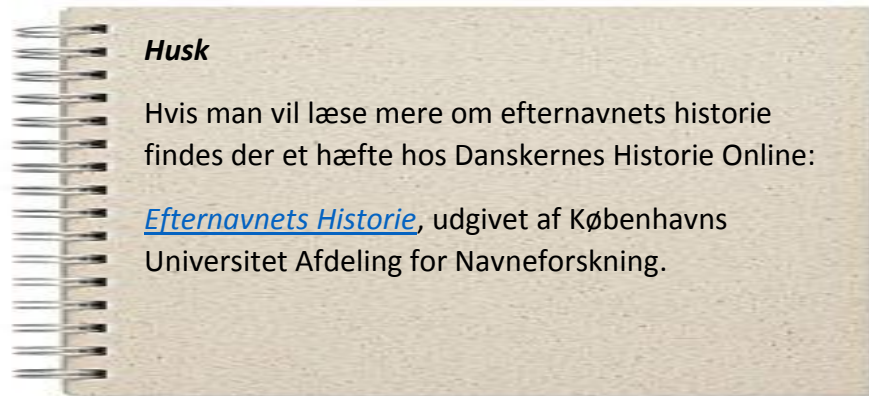 Husk
Hvis man vil læse mere om efternavnets historie
findes der et hæfte hos Danskernes Historie Online:
Efternavnets Historie, udgivet af Københavns
Universitet Afdeling for Navneforskning.